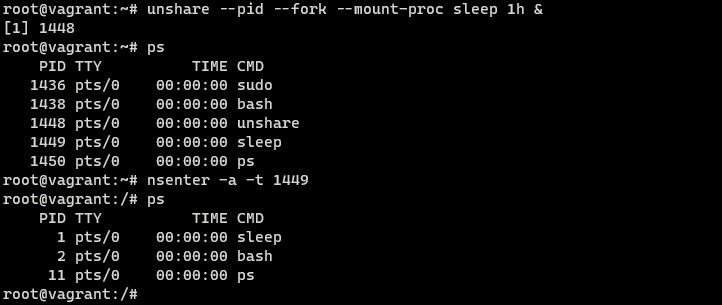 root@vagrant:~# unshare --pid --fork --mount-proc sleep 1h &
[1] 1448
root@vagrant:~# ps
    PID TTY          TIME CMD
   1436 pts/0    00:00:00 sudo
   1438 pts/0    00:00:00 bash
   1448 pts/0    00:00:00 unshare
   1449 pts/0    00:00:00 sleep
   1450 pts/0    00:00:00 ps
root@vagrant:~# nsenter -a -t 1449
root@vagrant:/# ps
    PID TTY          TIME CMD
      1 pts/0    00:00:00 sleep
      2 pts/0    00:00:00 bash
     11 pts/0    00:00:00 ps
root@vagrant:/#